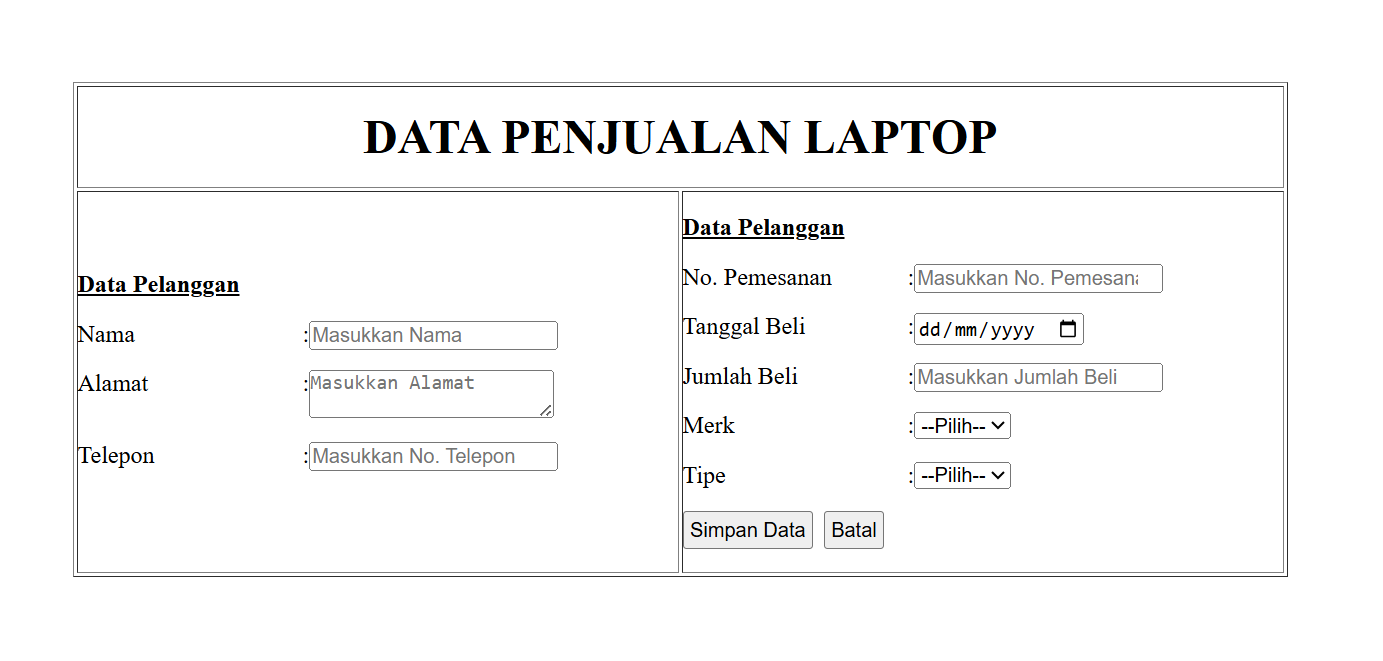 DATA PENJUALAN LAPTOP
Data Pelanggan
Nama : Masukkan Nama
Alamat : Masukkan Alamat
Telepon : Masukkan No. Telepon
Data Pelanggan
No. Pemesanan : Masukkan No. Pemesana
Tanggal Beli : dd/mm/yyyy
Jumlah Beli : Masukkan Jumlah Beli
Merk : --Pilih--
Tipe : --Pilih--
Simpan Data Batal